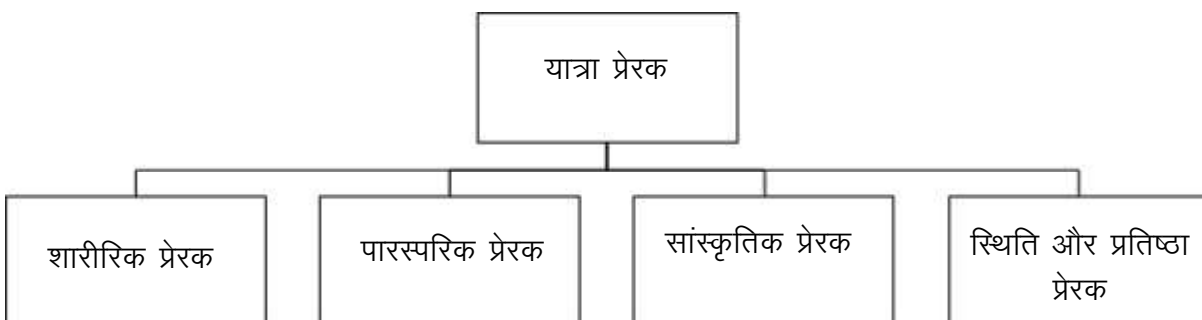 यात्रा प्रेरक
शारीरिक प्रेरक
पारस्परिक प्रेरक
सांस्कृतिक प्रेरक
स्थिति और प्रतिष्ठा
प्रेरक